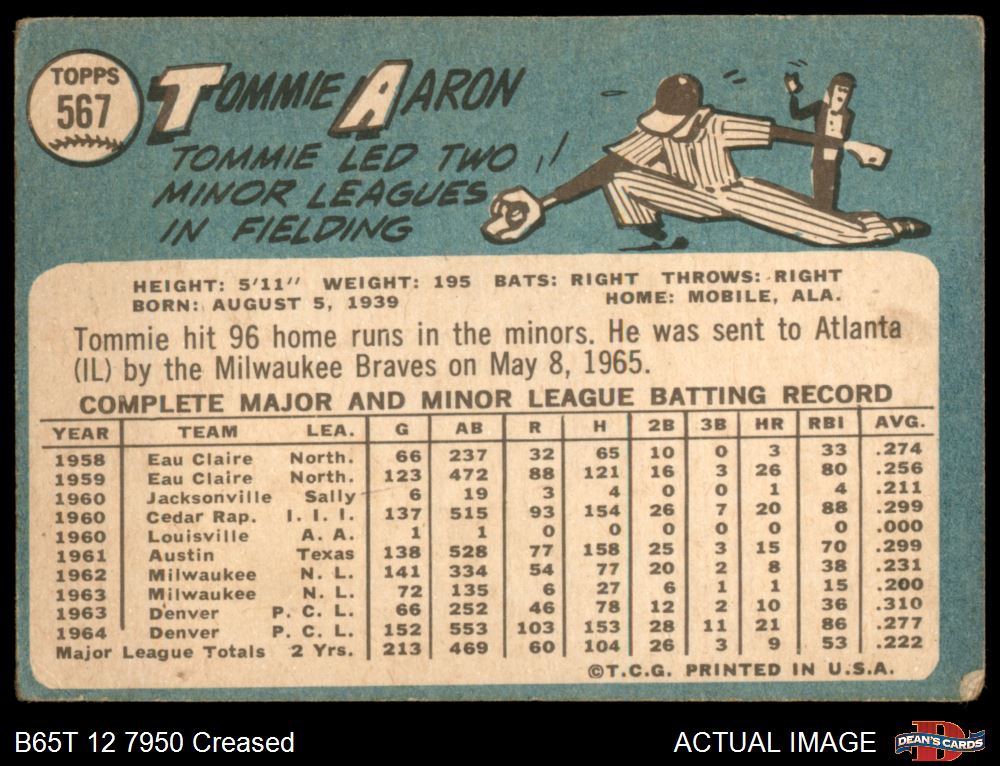 TOPPS
567
TOMMIE AARON
TOMMIE LED TWO
MINOR LEAGUES
IN FIELDING
HEIGHT: 5'11" WEIGHT: 195 BATS: RIGHT THROWS: RIGHT
BORN: AUGUST 5, 1939 HOME: MOBILE, ALA.
Tommie hit 96 home runs in the minors. He was sent to Atlanta
(IL) by the Milwaukee Braves on May 8, 1965.
COMPLETE MAJOR AND MINOR LEAGUE BATTING RECORD
YEAR TEAM LEA. G AB R H 2B 3B HR RBI AVG.
1958 Eau Claire North. 66 237 32 65 10 0 3 33 .274
1959 Eau Claire North. 123 472 88 121 16 3 26 80 .256
1960 Jacksonville Sally 6 19 3 4 0 0 1 4 .211
1960 Cedar Rap. I. I. I. 137 515 93 154 26 7 20 88 .299
1960 Louisville A. A. 1 1 0 0 0 0 0 0 .000
1961 Austin Texas 138 528 77 158 25 3 15 70 .299
1962 Milwaukee N. L. 141 334 54 77 20 2 8 38 .231
1963 Milwaukee N. L. 72 135 6 27 6 1 1 15 .200
1963 Denver P. C. L. 66 252 46 78 12 2 10 36 .310
1964 Denver P. C. L. 152 553 103 153 28 11 21 86 .277
Major League Totals 2 Yrs. 213 469 60 104 26 3 9 53 .222
©T.C.G. PRINTED IN U.S.A.
B65T 12 7950 Creased ACTUAL IMAGE
DEAN'S CARDS